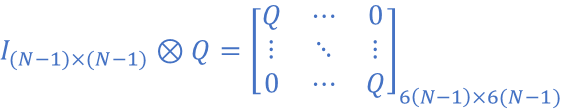 I_{(N−1)×(N−1)} ⊗ Q = [Q ⋯ 0
⋮ ⋱ ⋮
0 ⋯ Q]_{6(N−1)×6(N−1)}